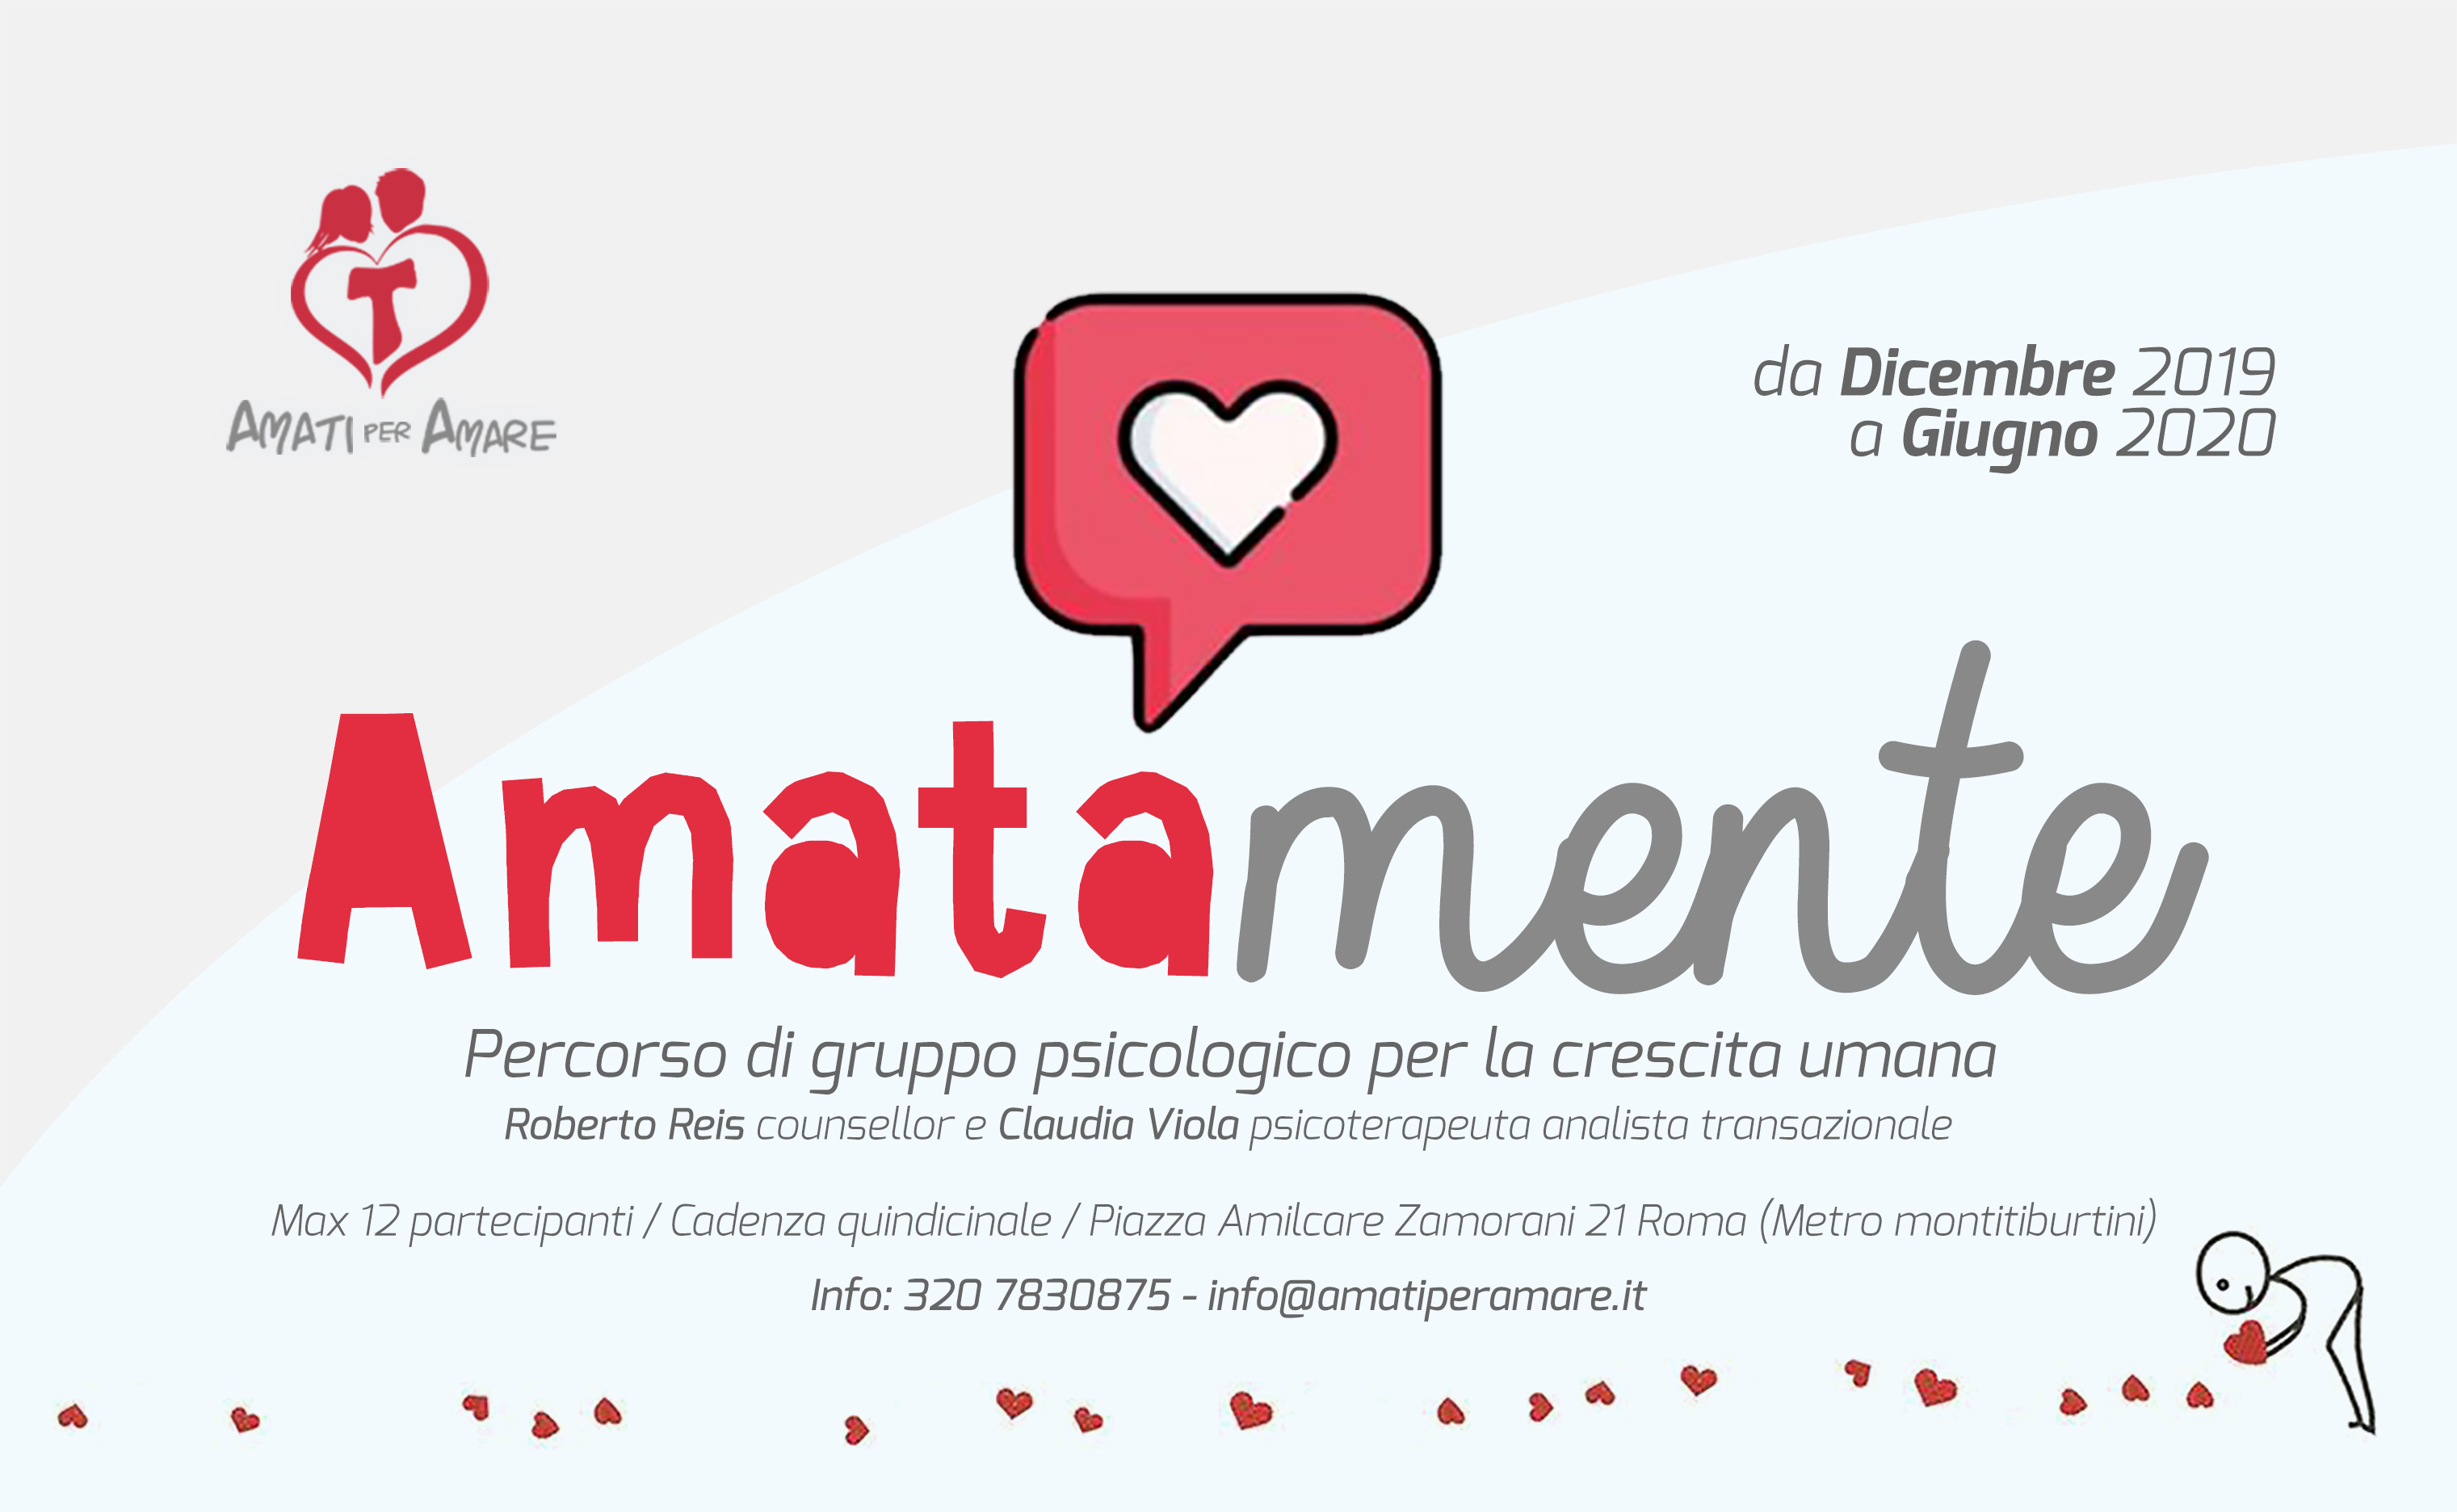 AMATI PER AMARE
da Dicembre 2019
a Giugno 2020
Amatamente
Percorso di gruppo psicologico per la crescita umana
Roberto Reis counsellor e Claudia Viola psicoterapeuta analista transazionale
Max 12 partecipanti / Cadenza quindicinale / Piazza Amilcare Zamorani 21 Roma (Metro montitiburtini)
Info: 320 7830875 - info@amatiperamare.it